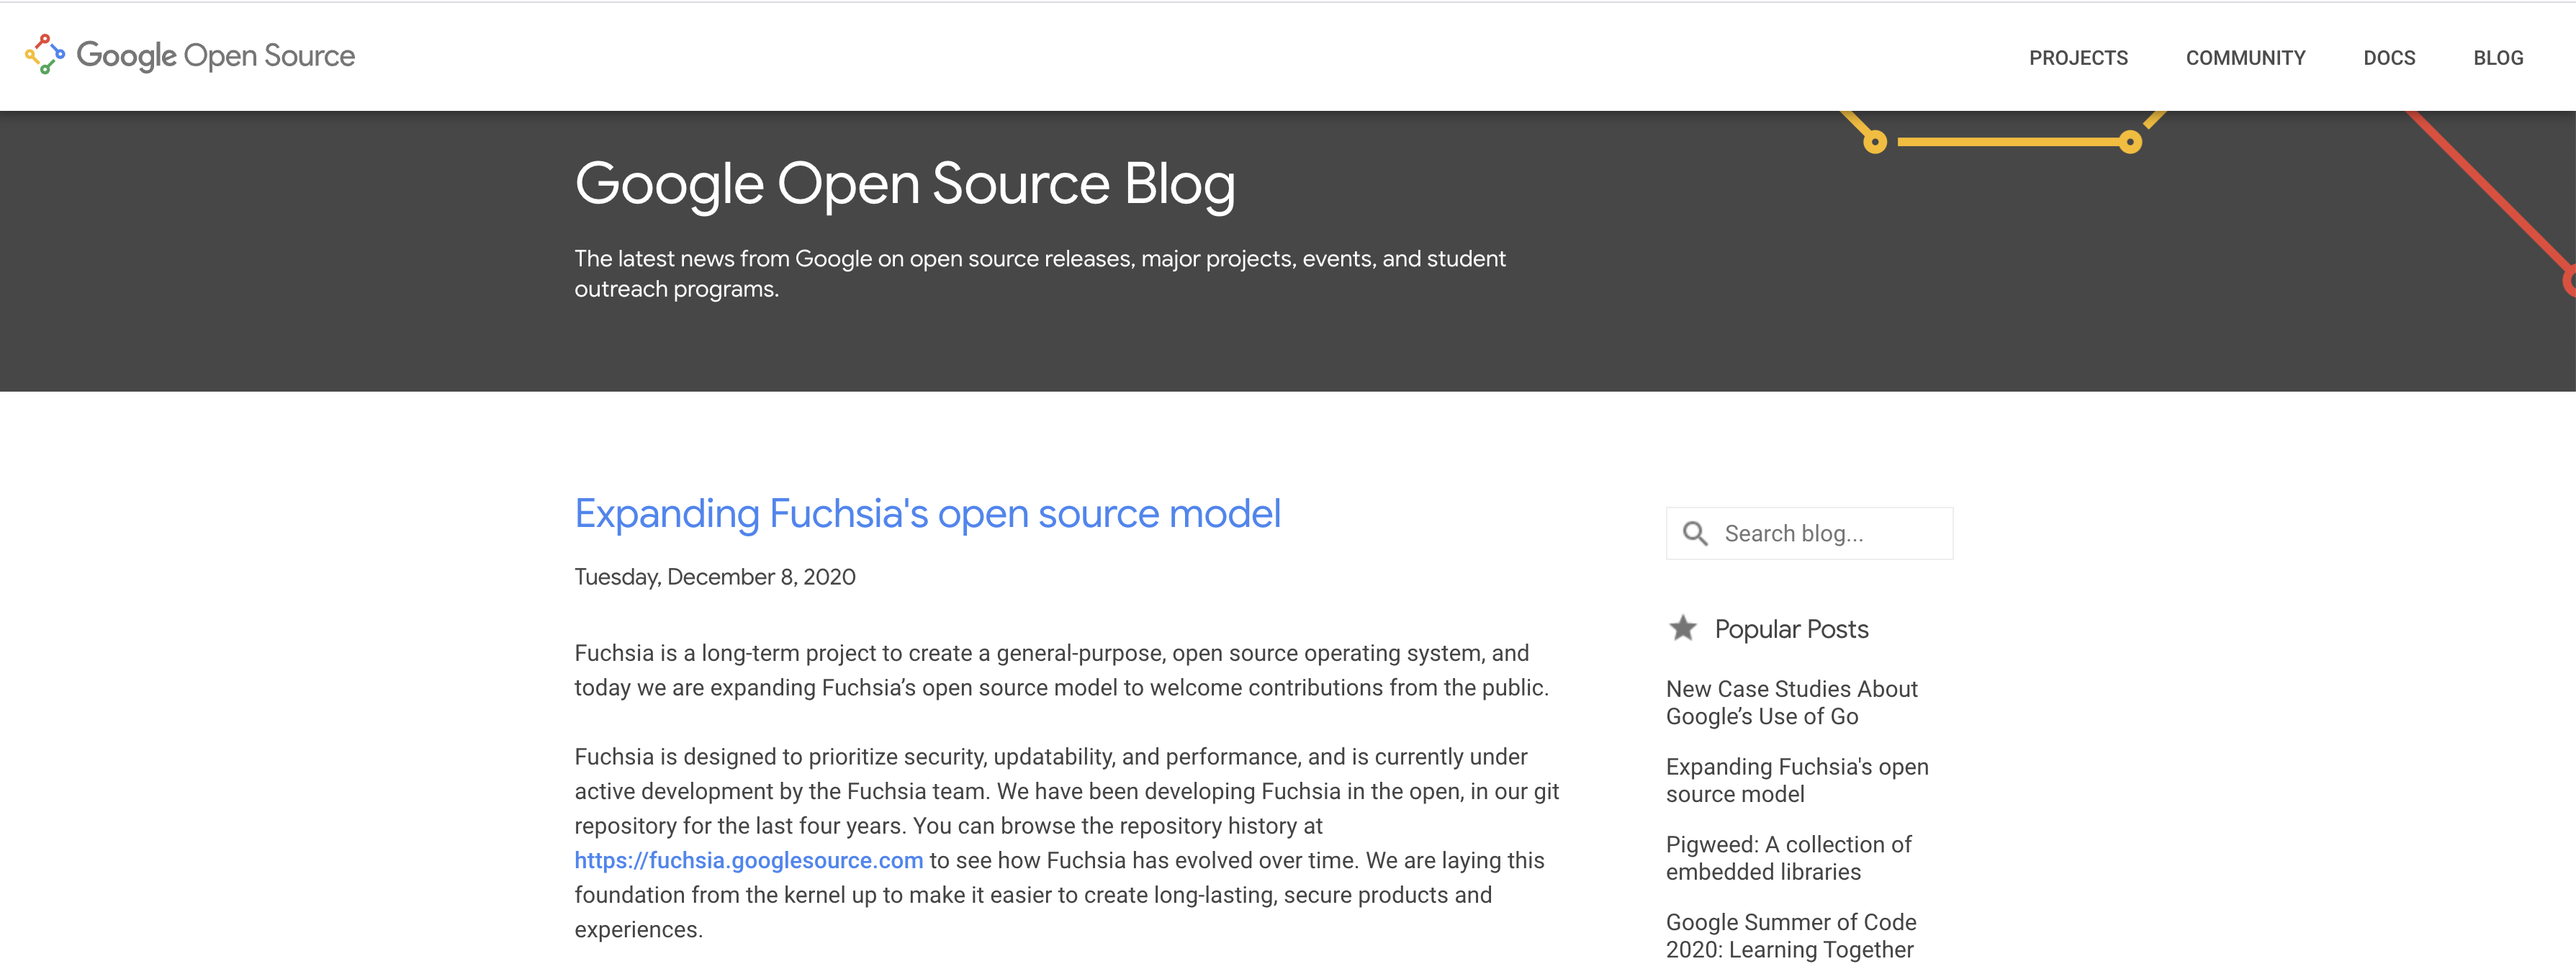 Google Open Source
PROJECTS
COMMUNITY
DOCS
BLOG
Google Open Source Blog
The latest news from Google on open source releases, major projects, events, and student
outreach programs.
Expanding Fuchsia's open source model
Tuesday, December 8, 2020
Fuchsia is a long-term project to create a general-purpose, open source operating system, and
today we are expanding Fuchsia’s open source model to welcome contributions from the public.
Fuchsia is designed to prioritize security, updatability, and performance, and is currently under
active development by the Fuchsia team. We have been developing Fuchsia in the open, in our git
repository for the last four years. You can browse the repository history at
https://fuchsia.googlesource.com to see how Fuchsia has evolved over time. We are laying this
foundation from the kernel up to make it easier to create long-lasting, secure products and
experiences.
Search blog...
Popular Posts
New Case Studies About
Google’s Use of Go
Expanding Fuchsia's open
source model
Pigweed: A collection of
embedded libraries
Google Summer of Code
2020: Learning Together